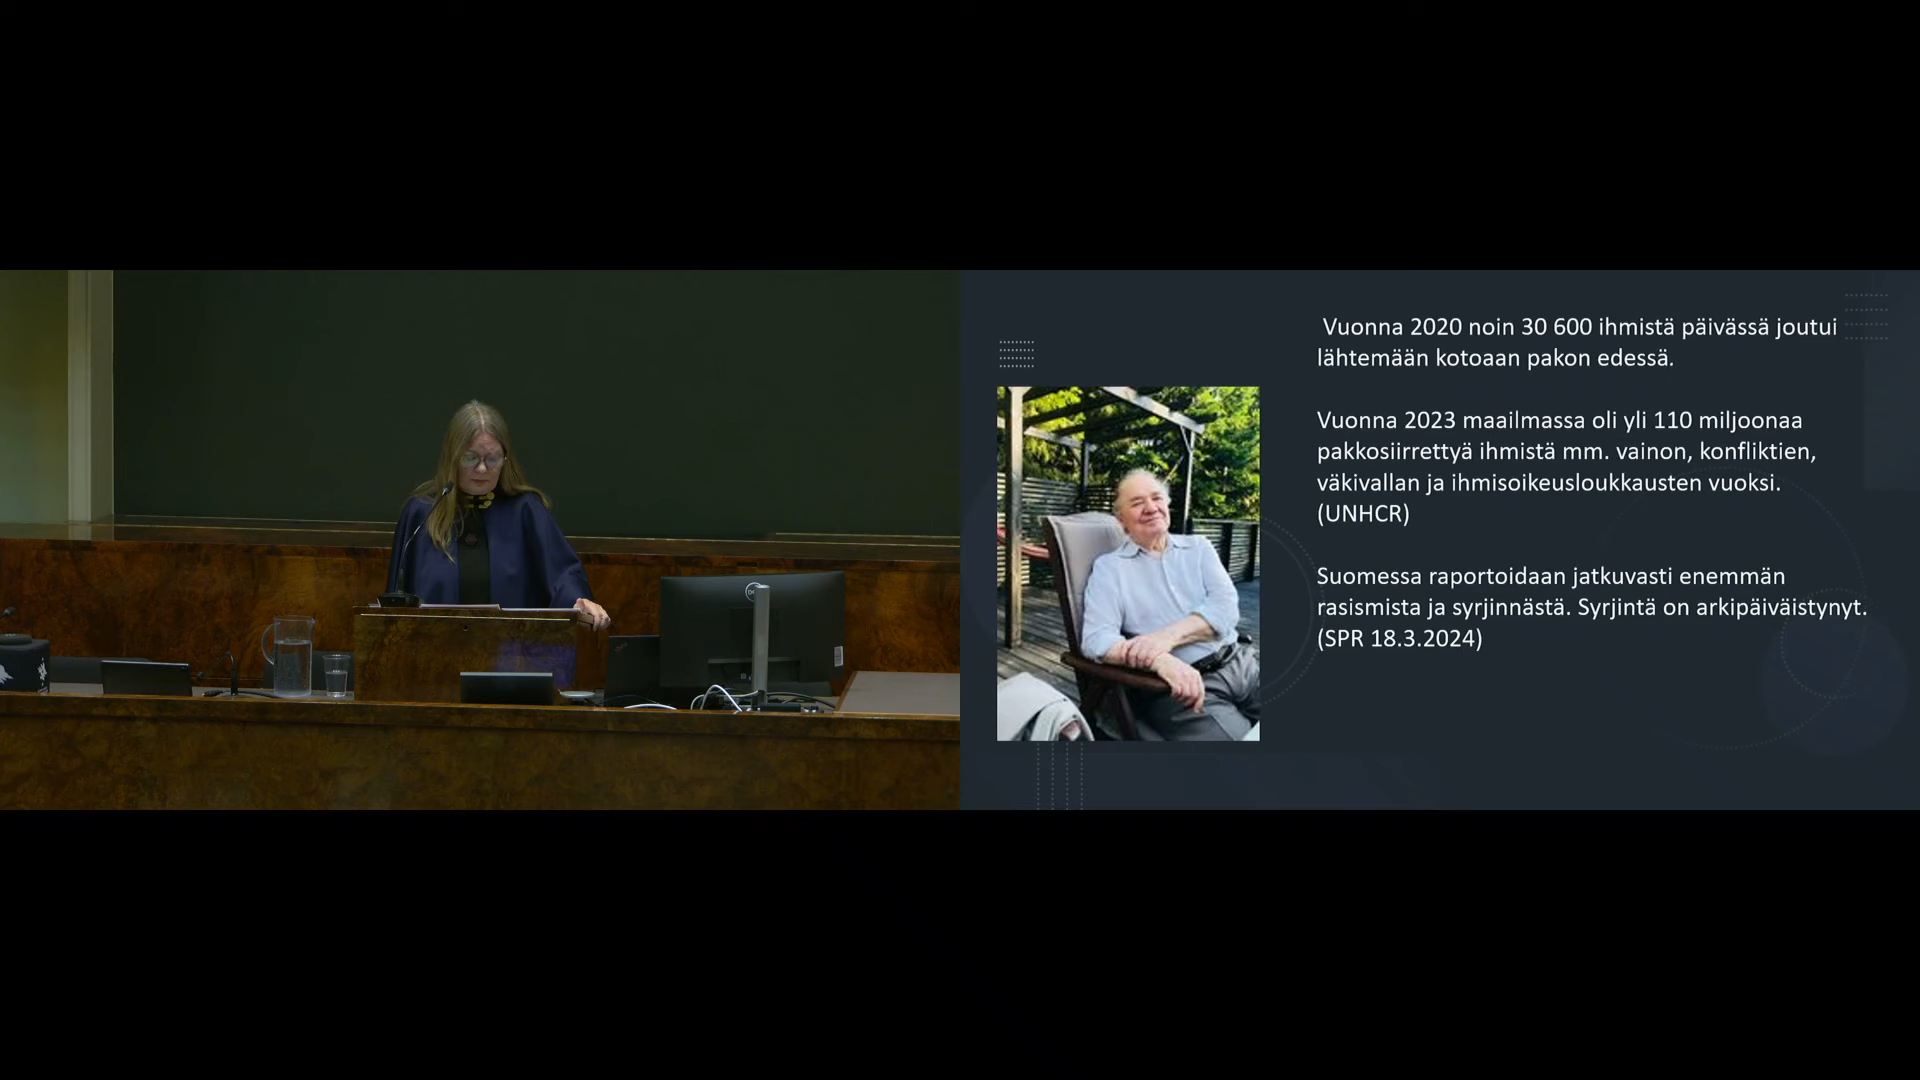 Vuonna 2020 noin 30 600 ihmistä päivässä joutui
lähtemään kotoaan pakon edessä.
Vuonna 2023 maailmassa oli yli 110 miljoonaa
pakkosiirrettyä ihmistä mm. vainon, konfliktien,
väkivallan ja ihmisoikeusloukkausten vuoksi.
(UNHCR)
Suomessa raportoidaan jatkuvasti enemmän
rasismista ja syrjinnästä. Syrjintä on arkipäiväistynyt.
(SPR 18.3.2024)